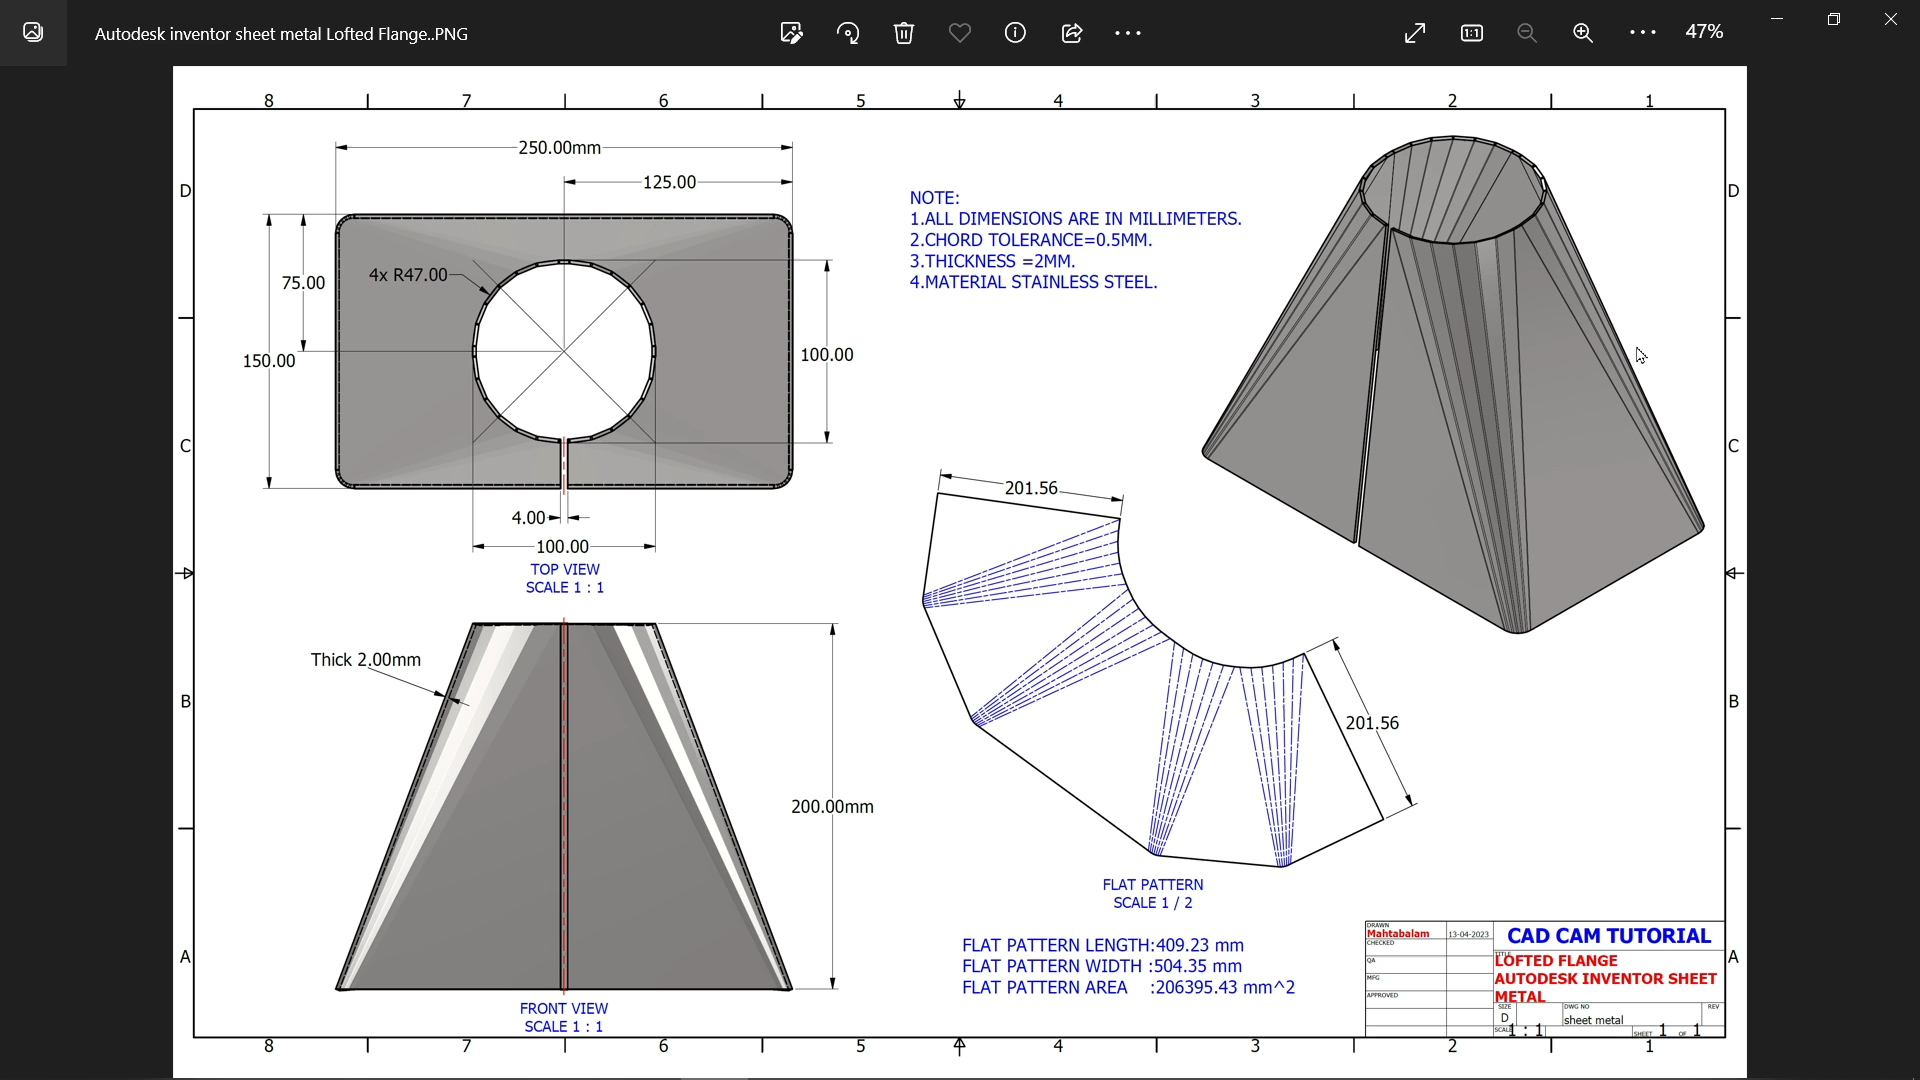 Autodesk inventor sheet metal Lofted Flange..PNG
1:1
47%
8 7 6 5 4 3 2 1
D
D
250.00mm
125.00
75.00
4x R47.00
150.00
100.00
4.00
100.00
TOP VIEW
SCALE 1 : 1
NOTE:
1.ALL DIMENSIONS ARE IN MILLIMETERS.
2.CHORD TOLERANCE=0.5MM.
3.THICKNESS =2MM.
4.MATERIAL STAINLESS STEEL.
C
C
201.56
201.56
B
B
Thick 2.00mm
200.00mm
FRONT VIEW
SCALE 1 : 1
FLAT PATTERN
SCALE 1 / 2
FLAT PATTERN LENGTH:409.23 mm
FLAT PATTERN WIDTH :504.35 mm
FLAT PATTERN AREA :206395.43 mm^2
A
A
DRAWN
Mahtabalam
13-04-2023
CHECKED
QA
MFG
APPROVED
CAD CAM TUTORIAL
TITLE
LOFTED FLANGE
AUTODESK INVENTOR SHEET
METAL
SIZE
D
DWG NO
sheet metal
REV
SCALE
1 : 1
SHEET 1 OF 1
8 7 6 5 4 3 2 1